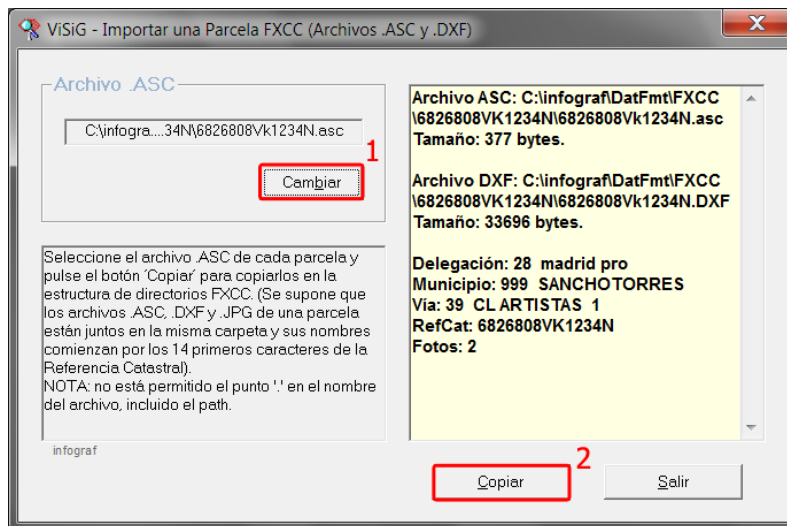 ViSiG - Importar una Parcela FXCC (Archivos .ASC y .DXF)
Archivo .ASC
C:\infogra....34N\6826808Vk1234N.asc
1
Cambiar
Seleccione el archivo .ASC de cada parcela y
pulse el botón ´Copiar´ para copiarlos en la
estructura de directorios FXCC. (Se supone que
los archivos .ASC, .DXF y .JPG de una parcela
están juntos en la misma carpeta y sus nombres
comienzan por los 14 primeros caracteres de la
Referencia Catastral).
NOTA: no está permitido el punto '.' en el nombre
del archivo, incluido el path.
infograf
Archivo ASC: C:\infograf\DatFmt\FXCC
\6826808VK1234N\6826808Vk1234N.asc
Tamaño: 377 bytes.
Archivo DXF: C:\infograf\DatFmt\FXCC
\6826808VK1234N\6826808Vk1234N.DXF
Tamaño: 33696 bytes.
Delegación: 28 madrid pro
Municipio: 999 SANCHOTORRES
Vía: 39 CL ARTISTAS 1
RefCat: 6826808VK1234N
Fotos: 2
2
Copiar
Salir